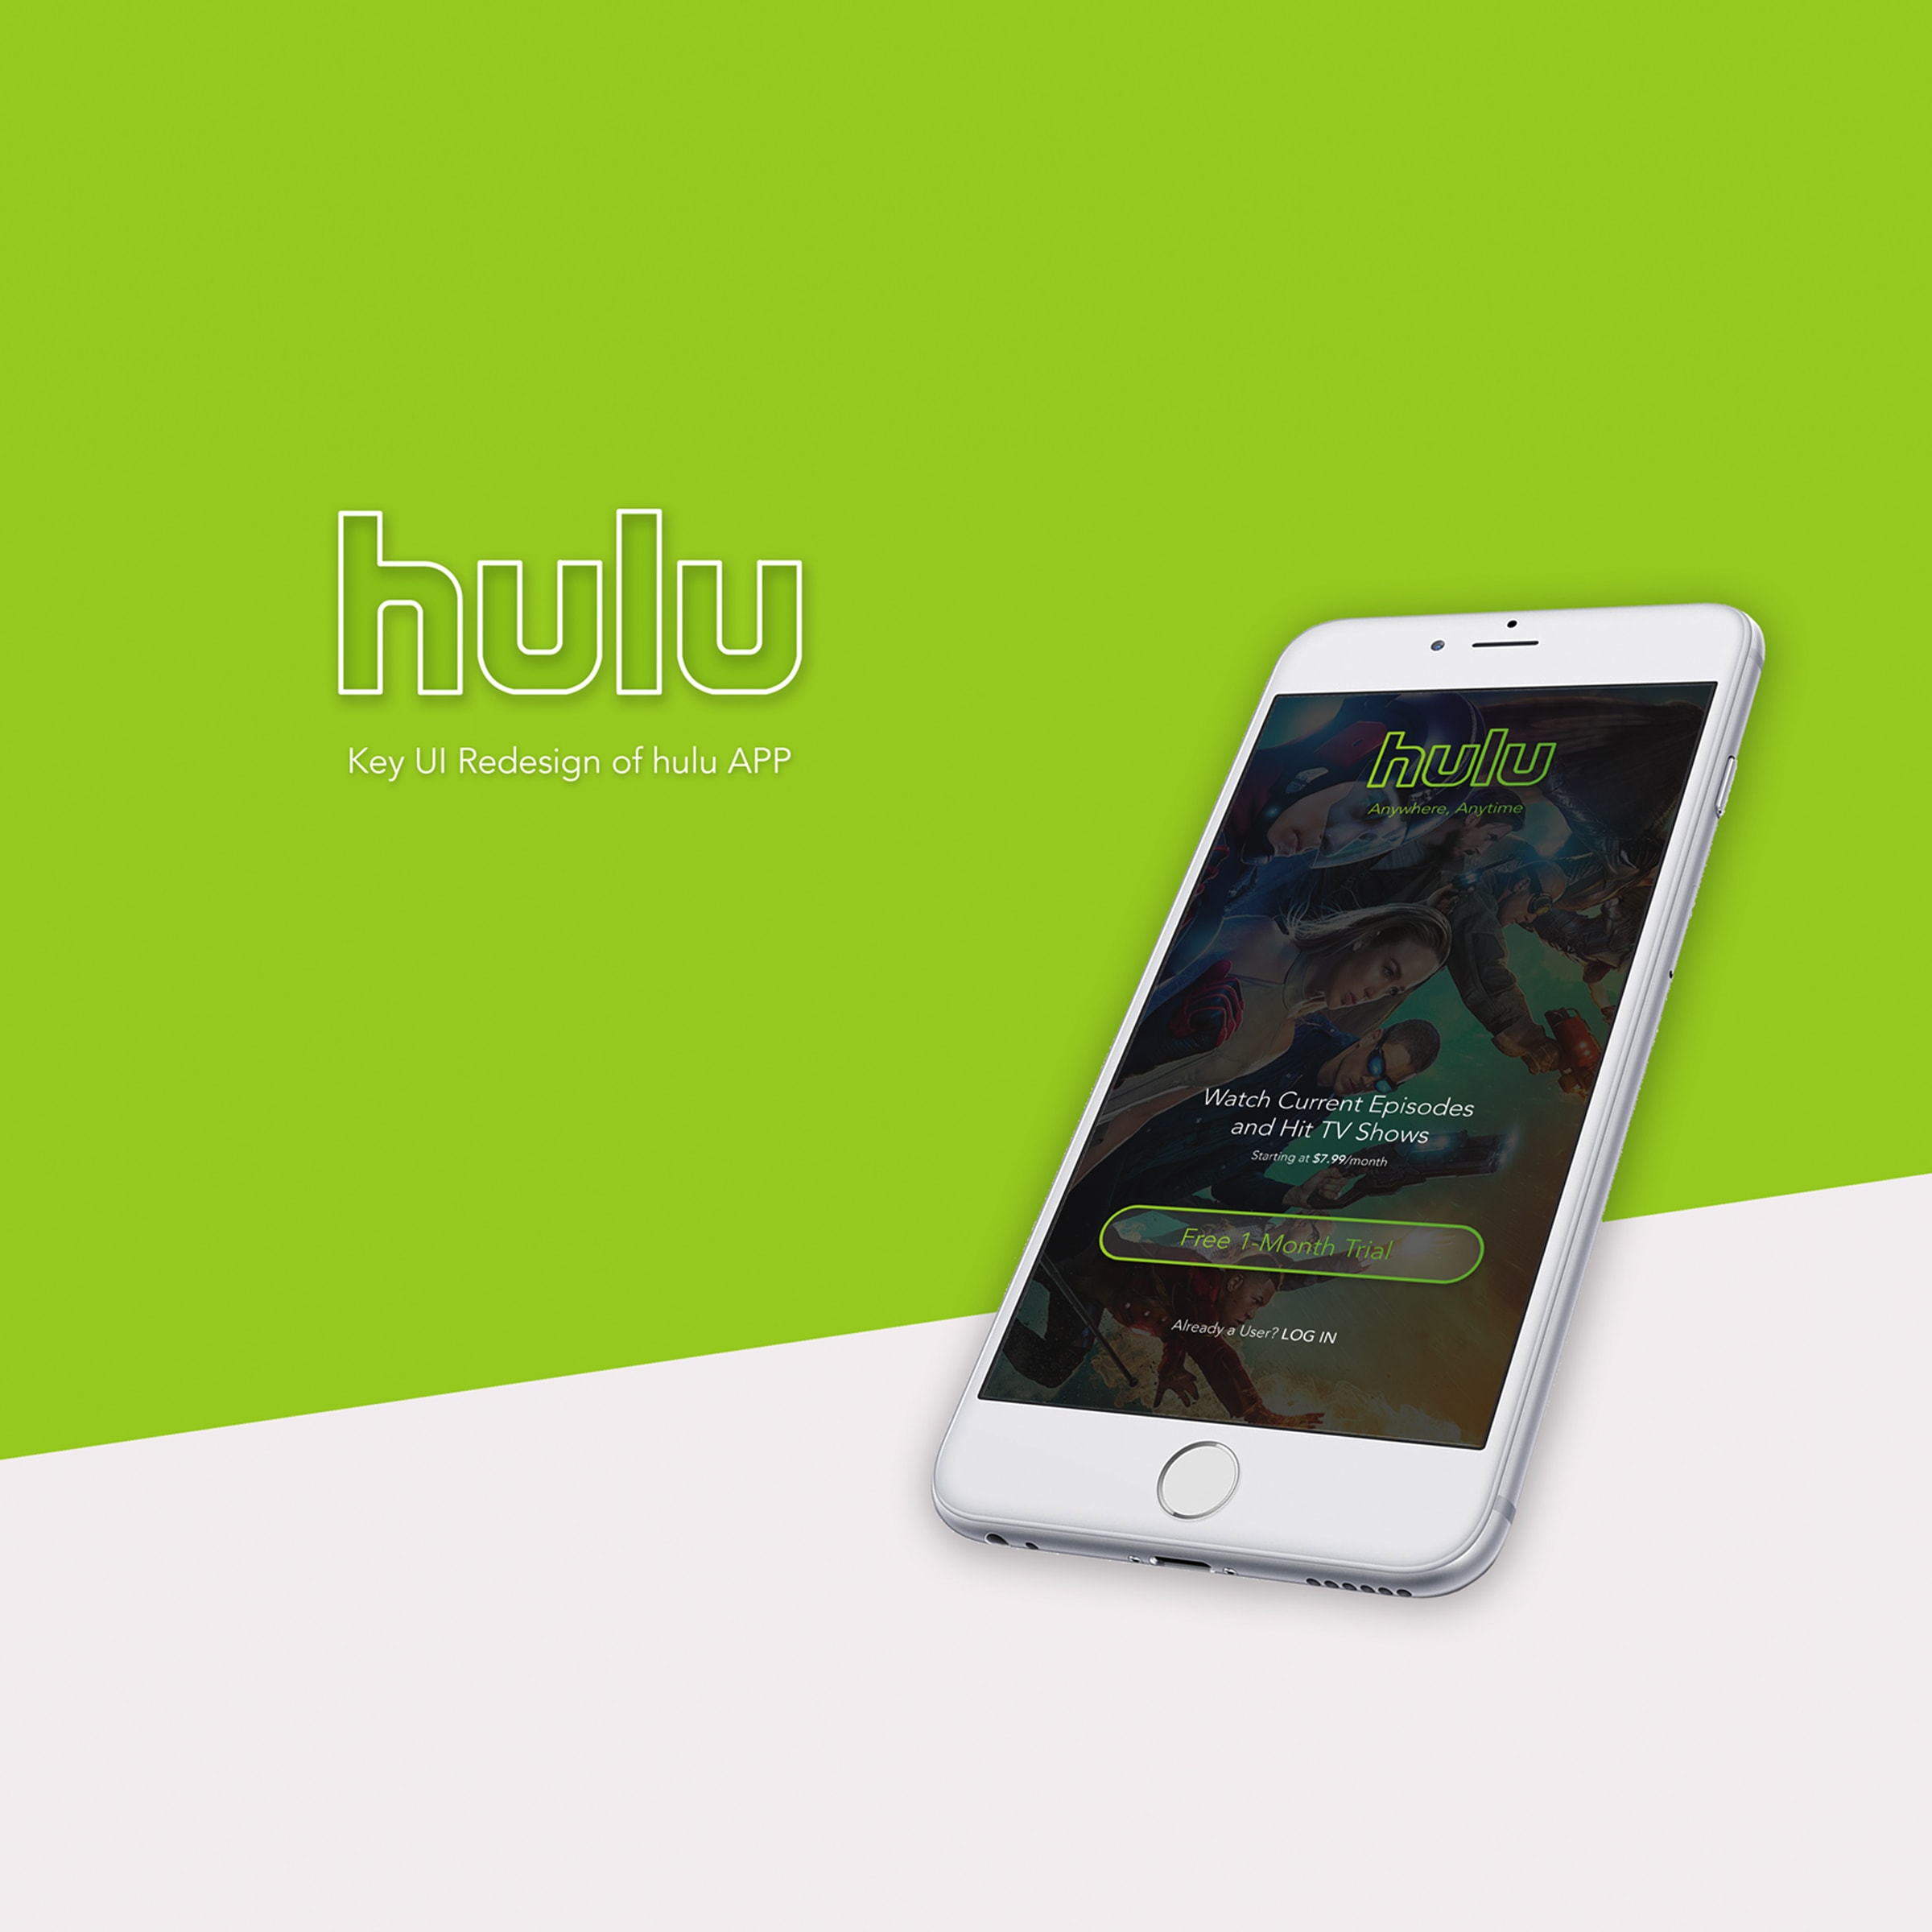 hulu
Key UI Redesign of hulu APP
hulu
Anywhere, Anytime
Watch Current Episodes
and Hit TV Shows
Starting at $7.99/month
Free 1-Month Trial
Already a User? LOG IN